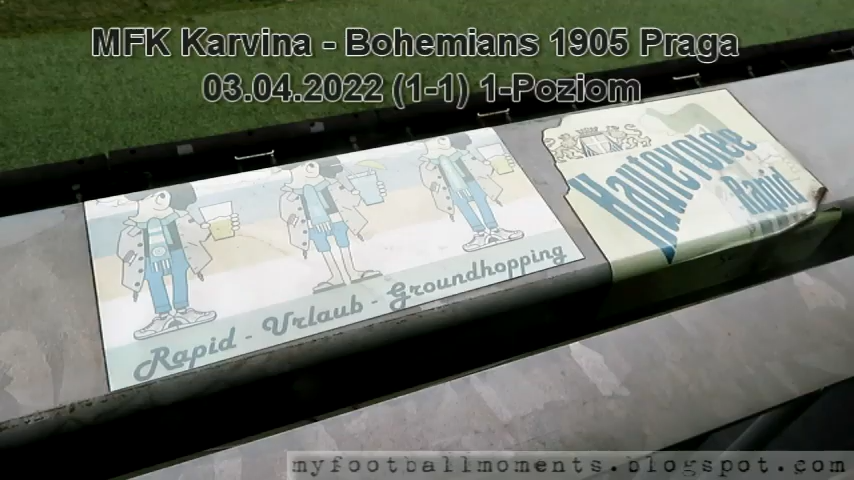 MFK Karvina - Bohemians 1905 Praga
03.04.2022 (1-1) 1-Poziom
Rapid - Urlaub - Groundhopping
Hautevolee
Rapid
myfootballmoments.blogspot.com